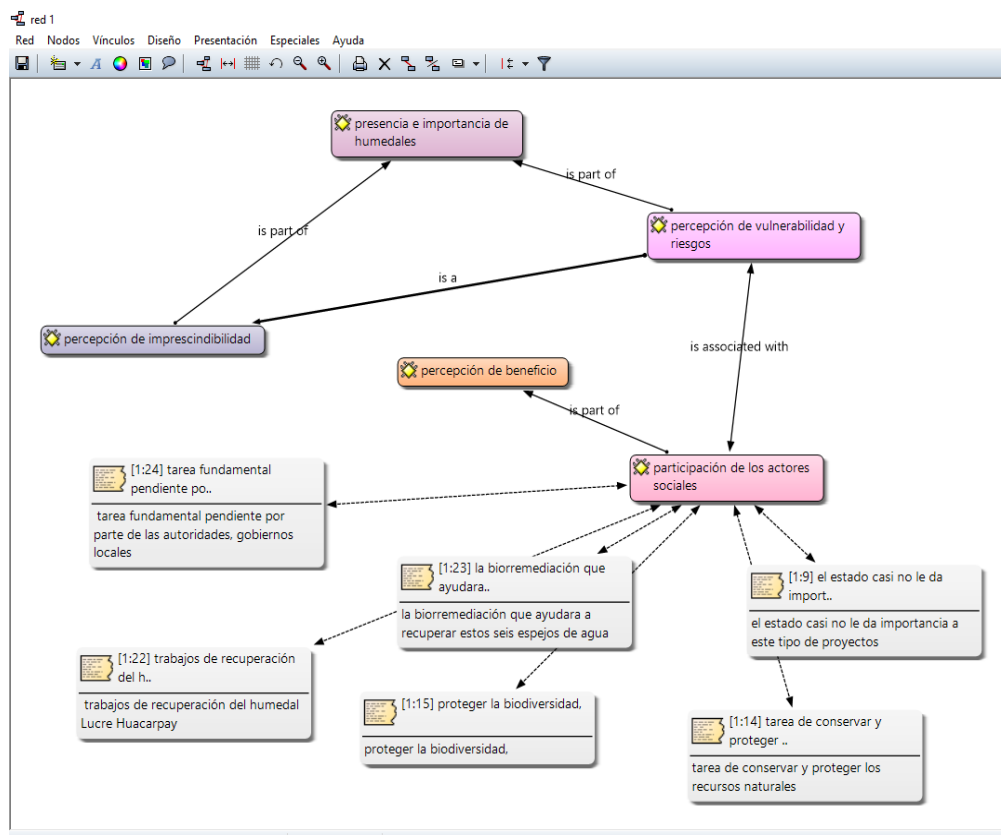 red 1
Red Nodos Vínculos Diseño Presentación Especiales Ayuda
presencia e importancia de
humedales
is part of
percepción de vulnerabilidad y
riesgos
is part of
is a
percepción de imprescindibilidad
is associated with
percepción de beneficio
is part of
participación de los actores
sociales
[1:24] tarea fundamental
pendiente po..
tarea fundamental pendiente por
parte de las autoridades, gobiernos
locales
[1:23] la biorremediación que
ayudara..
la biorremediación que ayudara a
recuperar estos seis espejos de agua
[1:9] el estado casi no le da
import..
el estado casi no le da importancia a
este tipo de proyectos
[1:22] trabajos de recuperación
del h..
trabajos de recuperación del humedal
Lucre Huacarpay
[1:15] proteger la biodiversidad,
proteger la biodiversidad,
[1:14] tarea de conservar y
proteger ..
tarea de conservar y proteger los
recursos naturales